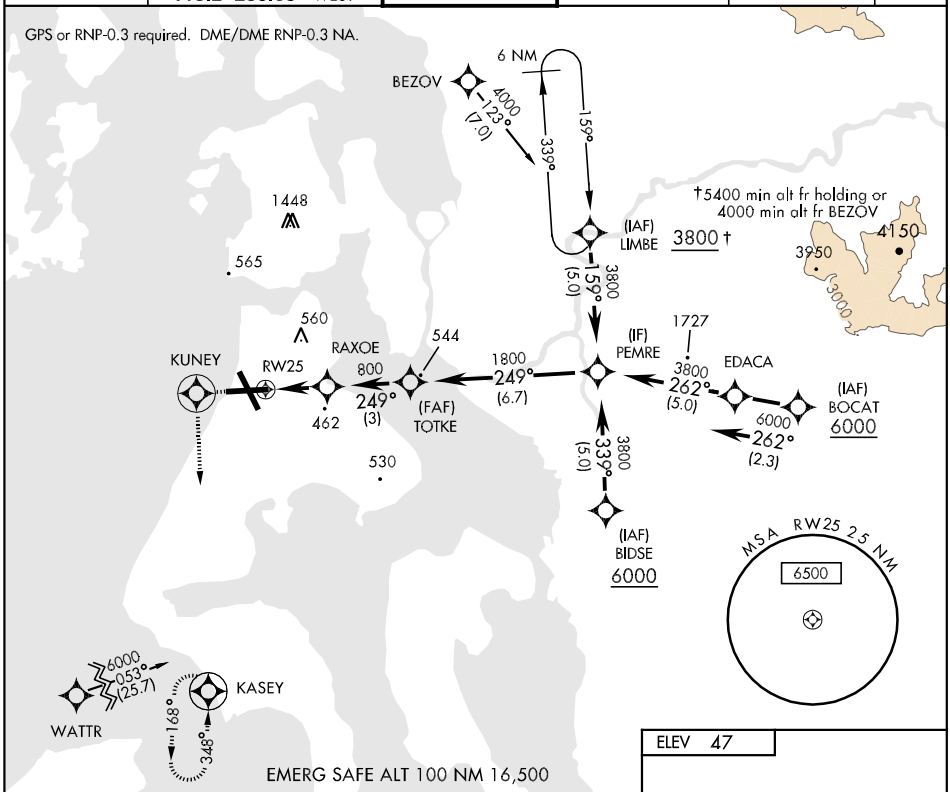 GPS or RNP-0.3 required. DME/DME RNP-0.3 NA.
6 NM
BEZOV
4000
123°
(7.0)
339°
159°
1448
565
†5400 min alt fr holding or
4000 min alt fr BEZOV
(IAF)
LIMBE
3800 †
3950
4150
3000
3800
159°
(5.0)
560
RAXOE
544
KUNEY
RW25
800
249°
(3)
462
(FAF)
TOTKE
1800
249°
(6.7)
(IF)
PEMRE
1727
3800
262°
(5.0)
EDACA
(IAF)
BOCAT
6000
6000
262°
(2.3)
530
3800
339°
(5.0)
(IAF)
BIDSE
6000
MSA RW25 25 NM
6500
6000
053°
(25.7)
WATTR
KASEY
168°
348°
EMERG SAFE ALT 100 NM 16,500
ELEV 47